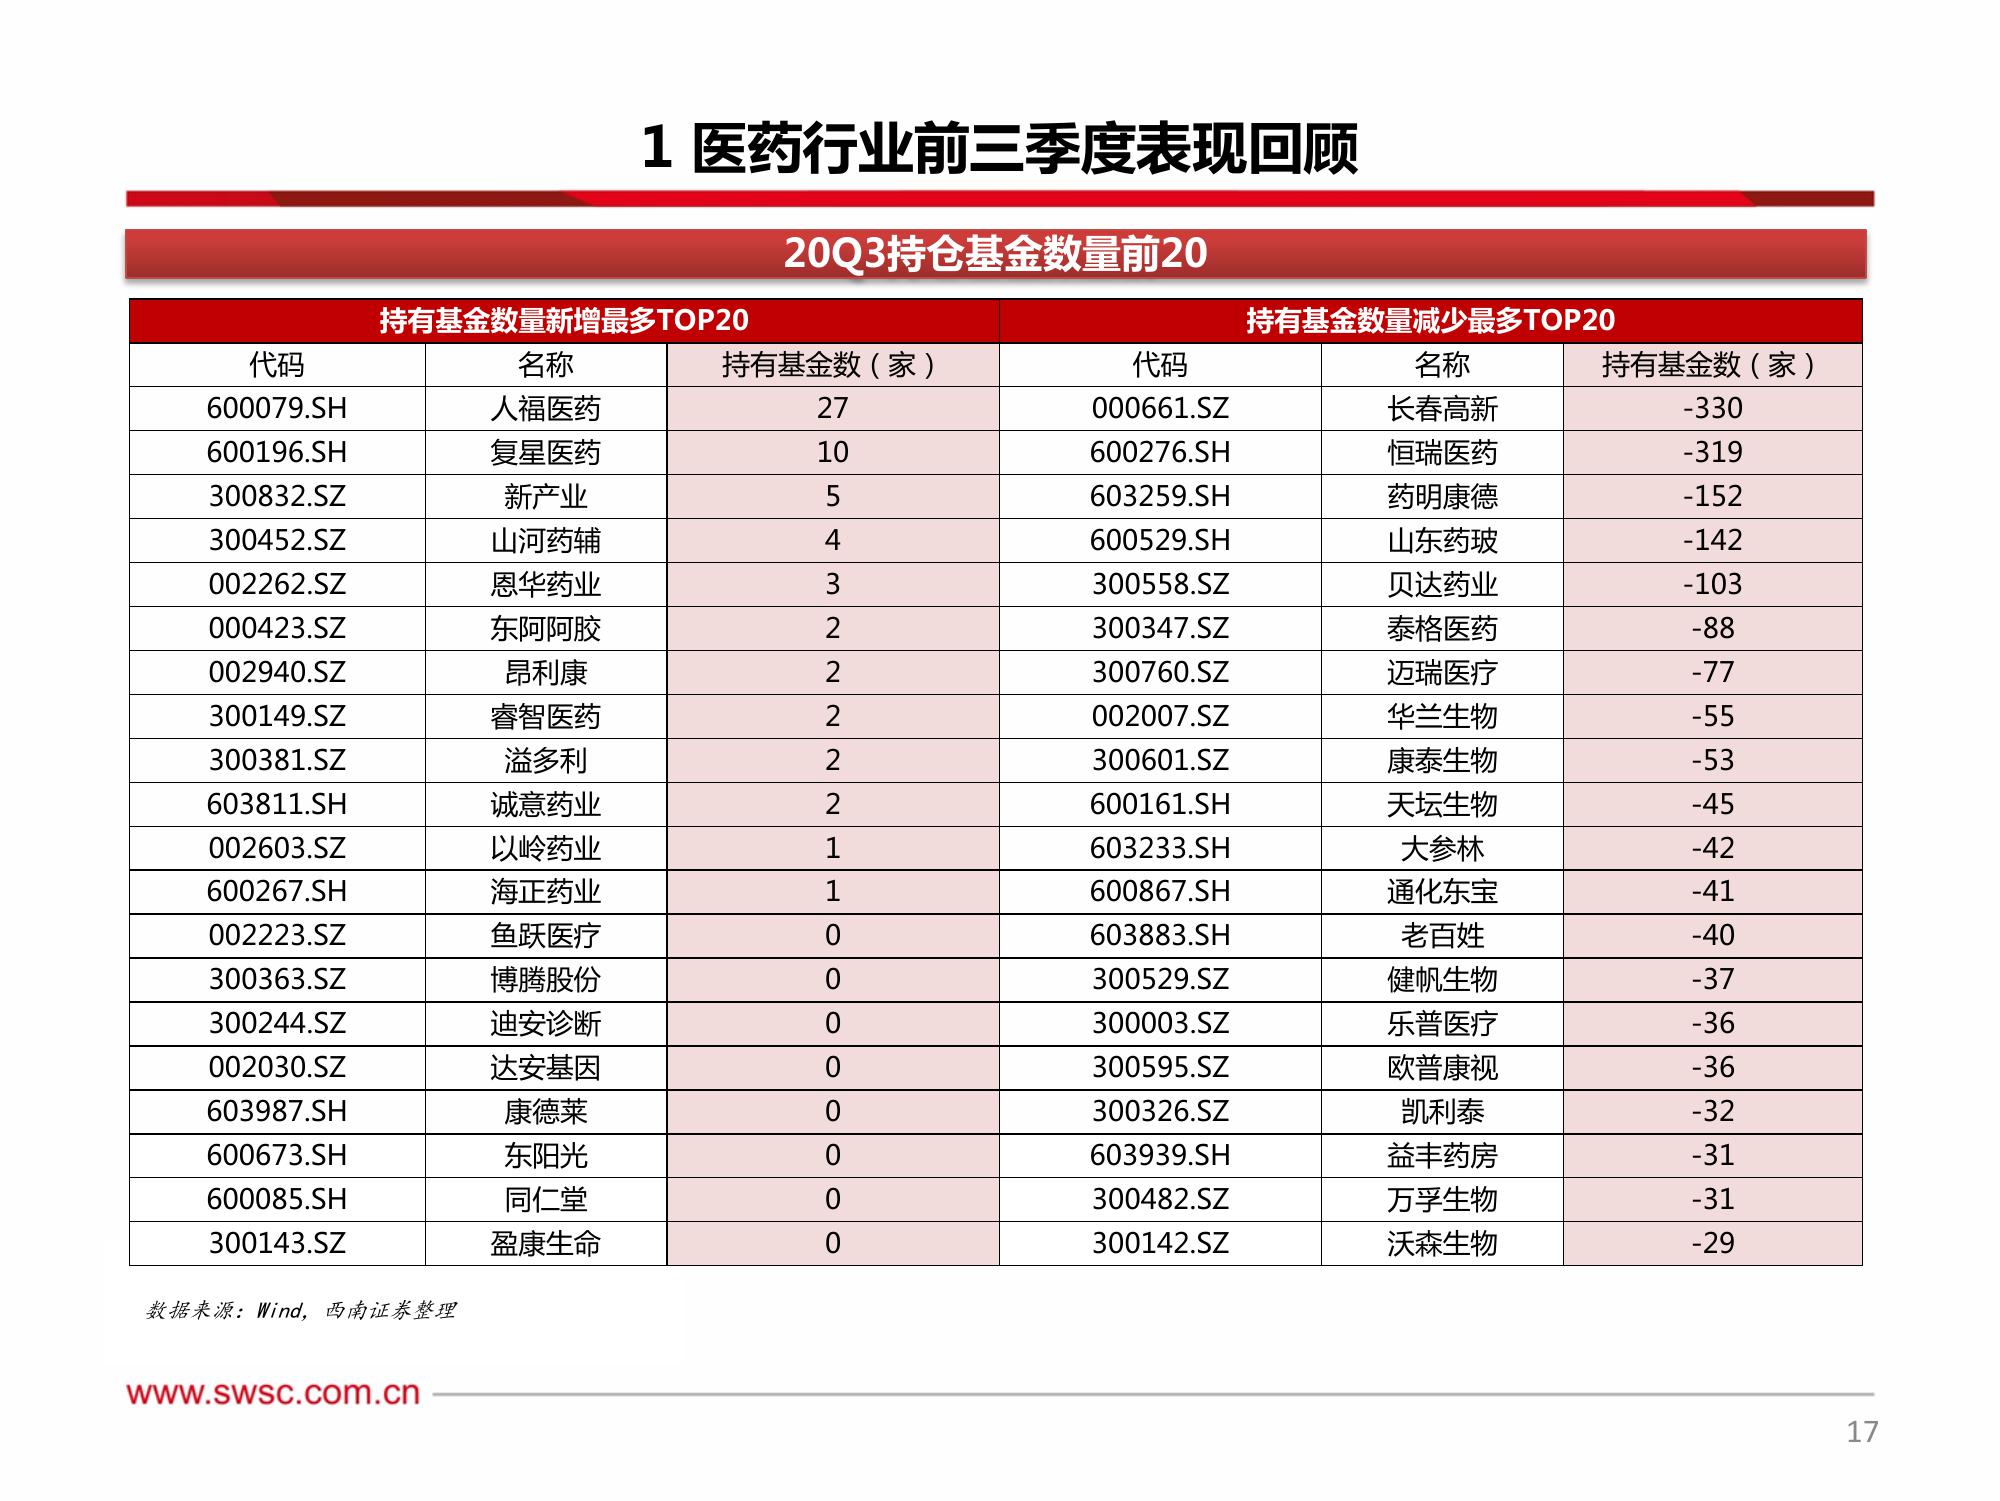 1 医药行业前三季度表现回顾
20Q3持仓基金数量前20
持有基金数量新增最多TOP20 持有基金数量减少最多TOP20
代码 名称 持有基金数（家） 代码 名称 持有基金数（家）
600079.SH 人福医药 27 000661.SZ 长春高新 -330
600196.SH 复星医药 10 600276.SH 恒瑞医药 -319
300832.SZ 新产业 5 603259.SH 药明康德 -152
300452.SZ 山河药辅 4 600529.SH 山东药玻 -142
002262.SZ 恩华药业 3 300558.SZ 贝达药业 -103
000423.SZ 东阿阿胶 2 300347.SZ 泰格医药 -88
002940.SZ 昂利康 2 300760.SZ 迈瑞医疗 -77
300149.SZ 睿智医药 2 002007.SZ 华兰生物 -55
300381.SZ 溢多利 2 300601.SZ 康泰生物 -53
603811.SH 诚意药业 2 600161.SH 天坛生物 -45
002603.SZ 以岭药业 1 603233.SH 大参林 -42
600267.SH 海正药业 1 600867.SH 通化东宝 -41
002223.SZ 鱼跃医疗 0 603883.SH 老百姓 -40
300363.SZ 博腾股份 0 300529.SZ 健帆生物 -37
300244.SZ 迪安诊断 0 300003.SZ 乐普医疗 -36
002030.SZ 达安基因 0 300595.SZ 欧普康视 -36
603987.SH 康德莱 0 300326.SZ 凯利泰 -32
600673.SH 东阳光 0 603939.SH 益丰药房 -31
600085.SH 同仁堂 0 300482.SZ 万孚生物 -31
300143.SZ 盈康生命 0 300142.SZ 沃森生物 -29
数据来源：Wind, 西南证券整理
www.swsc.com.cn
17